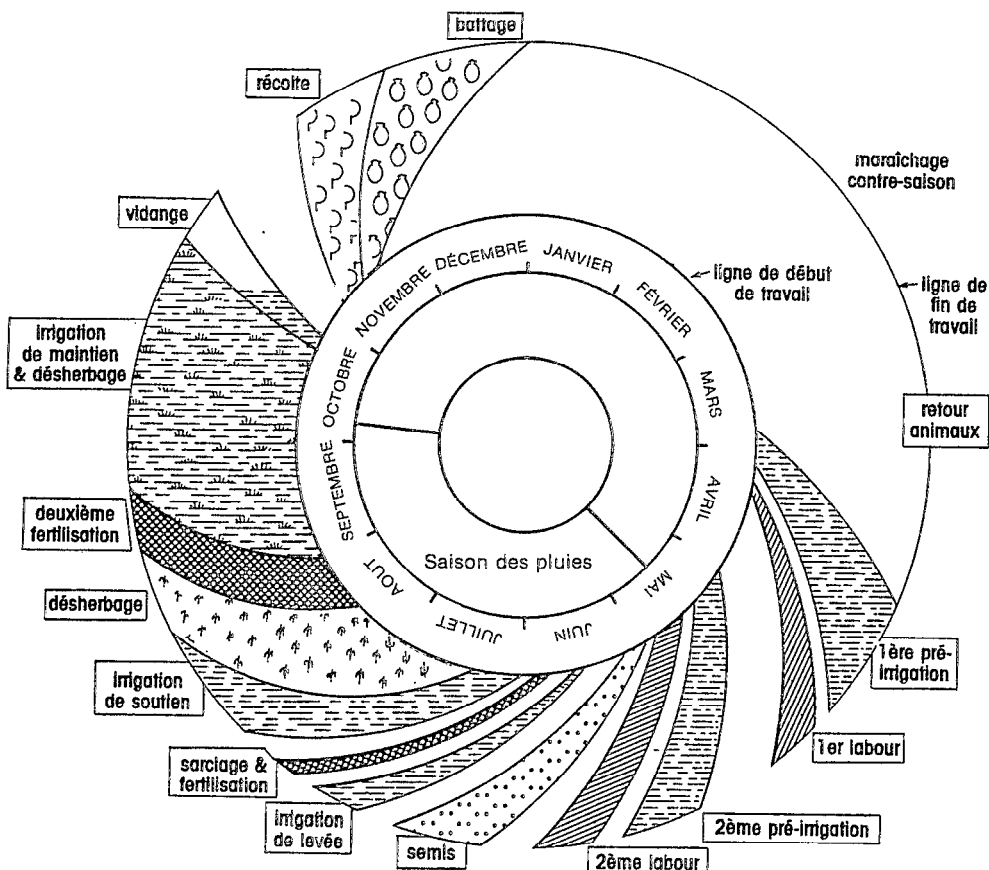 battage
récolte
maraîchage
contre-saison
vidange
ligne de début
de travail
ligne de
fin de
travail
irrigation
de maintien
& désherbage
retour
animaux
deuxième
fertilisation
désherbage
irrigation
de soutien
sarclage &
fertilisation
irrigation
de levée
semis
2ème labour
2ème pré-irrigation
1er labour
1ère pré-
irrigation
JANVIER
FÉVRIER
MARS
AVRIL
MAI
JUIN
JUILLET
AOUT
SEPTEMBRE
OCTOBRE
NOVEMBRE
DÉCEMBRE
Saison des pluies